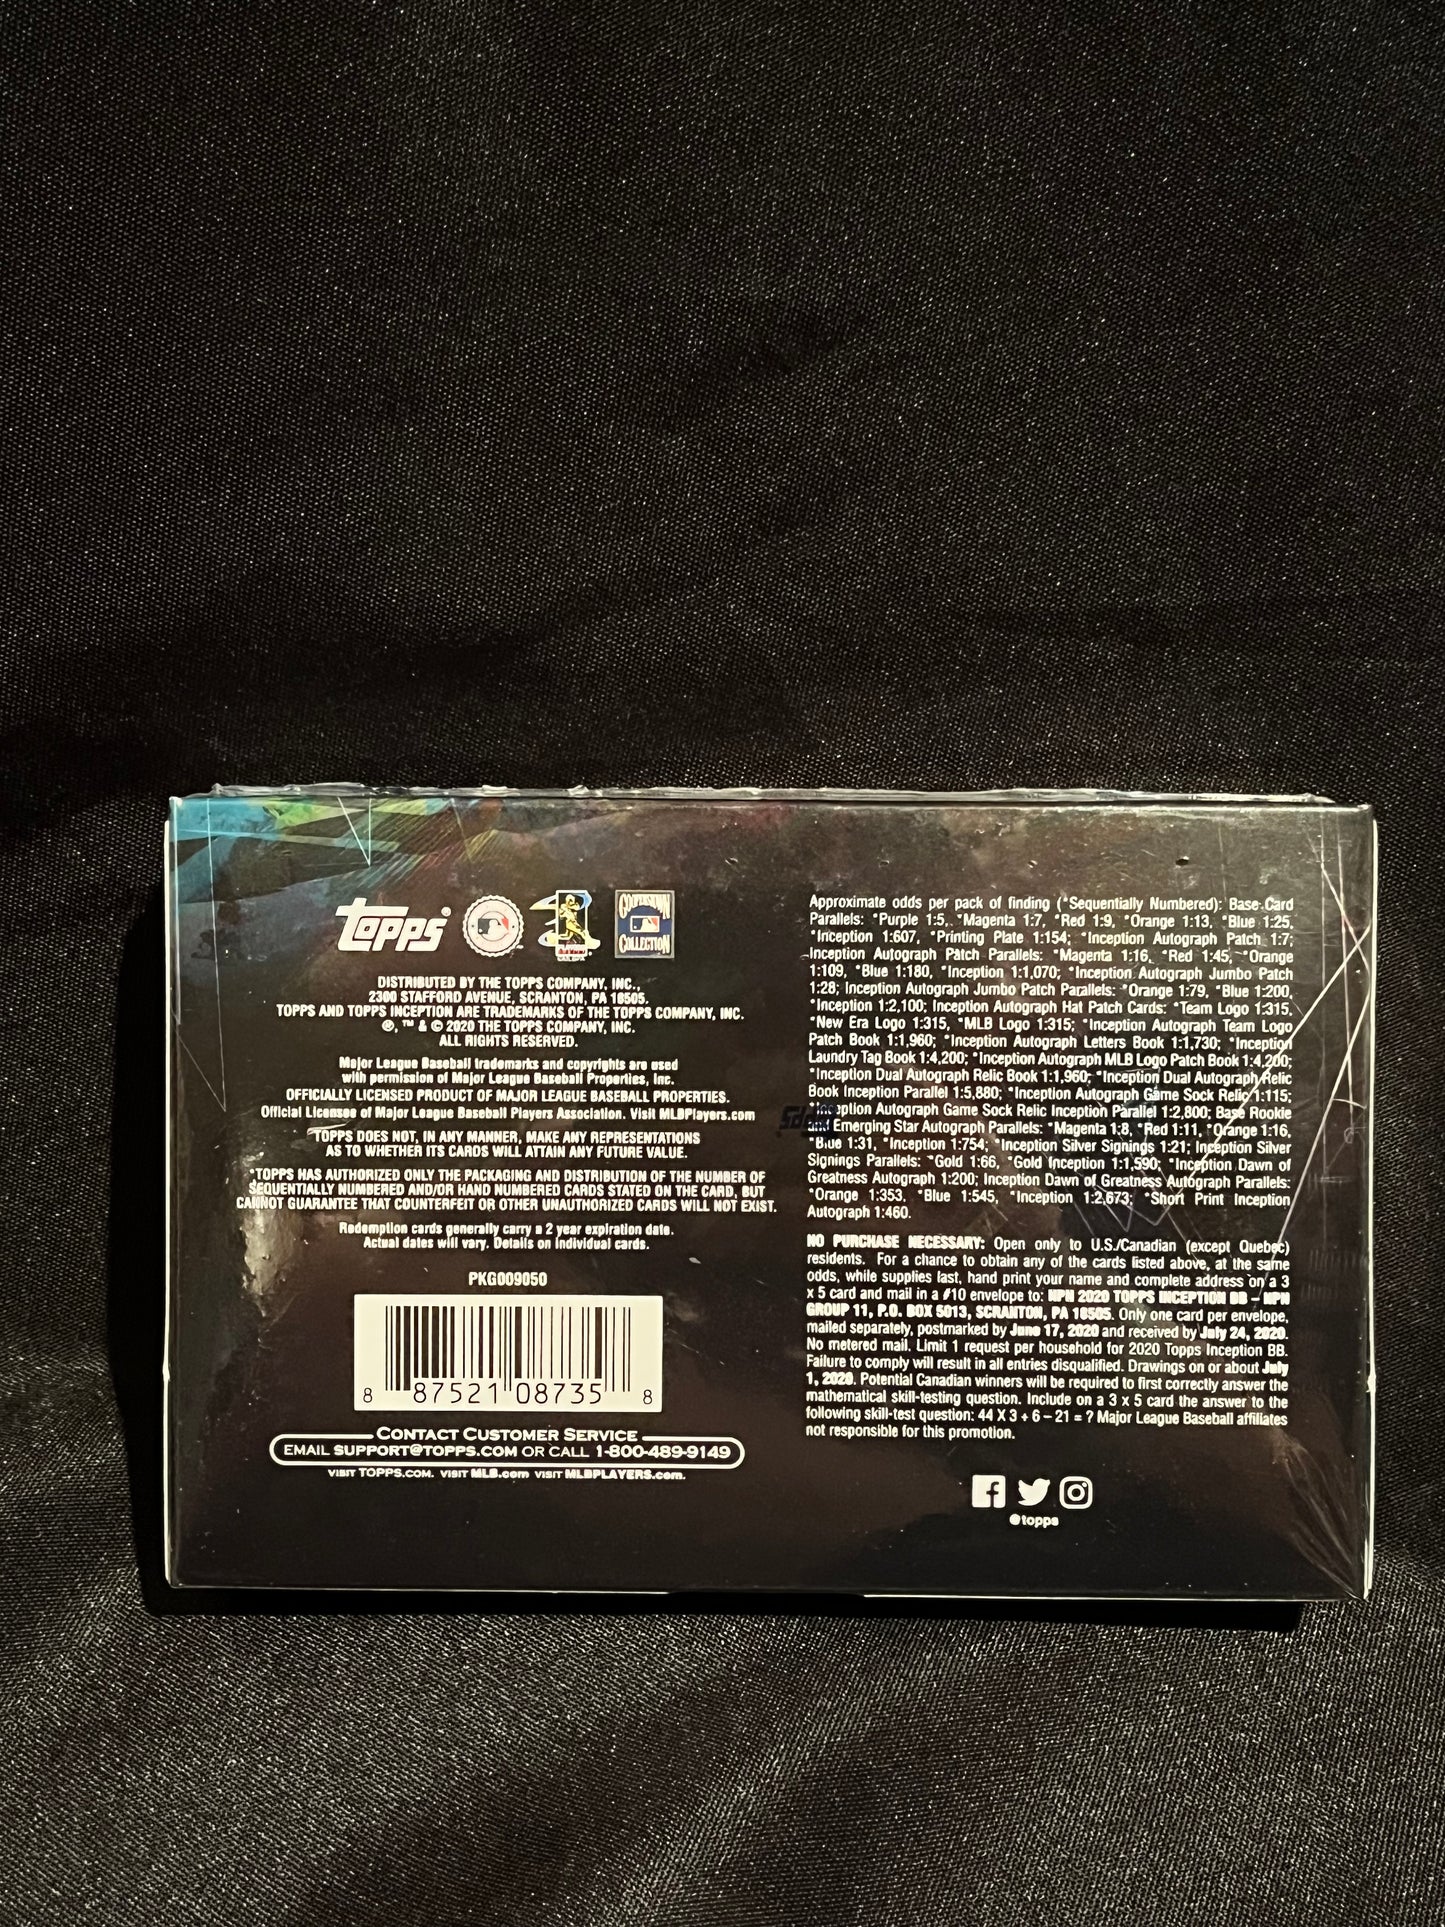 topps®
COOPERSTOWN
COLLECTION
DISTRIBUTED BY THE TOPPS COMPANY, INC.,
2300 STAFFORD AVENUE, SCRANTON, PA 18505.
TOPPS AND TOPPS INCEPTION ARE TRADEMARKS OF THE TOPPS COMPANY, INC.
®, ™ & © 2020 THE TOPPS COMPANY, INC.
ALL RIGHTS RESERVED.
Major League Baseball trademarks and copyrights are used
with permission of Major League Baseball Properties, Inc.
OFFICIALLY LICENSED PRODUCT OF MAJOR LEAGUE BASEBALL PROPERTIES.
Official Licensee of Major League Baseball Players Association. Visit MLBPlayers.com
TOPPS DOES NOT, IN ANY MANNER, MAKE ANY REPRESENTATIONS
AS TO WHETHER ITS CARDS WILL ATTAIN ANY FUTURE VALUE.
*TOPPS HAS AUTHORIZED ONLY THE PACKAGING AND DISTRIBUTION OF THE NUMBER OF
SEQUENTIALLY NUMBERED AND/OR HAND NUMBERED CARDS STATED ON THE CARD, BUT
CANNOT GUARANTEE THAT COUNTERFEIT OR OTHER UNAUTHORIZED CARDS WILL NOT EXIST.
Redemption cards generally carry a 2 year expiration date.
Actual dates will vary. Details on individual cards.
PKG009050
8 87521 08735 8
CONTACT CUSTOMER SERVICE
EMAIL SUPPORT@TOPPS.COM OR CALL 1-800-489-9149
VISIT TOPPS.COM. VISIT MLB.com VISIT MLBPLAYERS.com.
Approximate odds per pack of finding (*Sequentially Numbered): Base Card
Parallels: *Purple 1:5, *Magenta 1:7, *Red 1:9, *Orange 1:13, *Blue 1:25,
*Inception 1:607, *Printing Plate 1:154; *Inception Autograph Patch 1:7;
Inception Autograph Patch Parallels: *Magenta 1:16, *Red 1:45, *Orange
1:109, *Blue 1:180, *Inception 1:1,070; *Inception Autograph Jumbo Patch
1:28; Inception Autograph Jumbo Patch Parallels: *Orange 1:79, *Blue 1:200,
*Inception 1:2,100; Inception Autograph Hat Patch Cards: *Team Logo 1:315,
*New Era Logo 1:315, *MLB Logo 1:315; *Inception Autograph Team Logo
Patch Book 1:1,960; *Inception Autograph Letters Book 1:1,730; *Inception
Laundry Tag Book 1:4,200; *Inception Autograph MLB Logo Patch Book 1:4,200;
*Inception Dual Autograph Relic Book 1:1,960; *Inception Dual Autograph Relic
Book Inception Parallel 1:5,880; *Inception Autograph Game Sock Relic 1:115;
*Inception Autograph Game Sock Relic Inception Parallel 1:2,800; Base Rookie
and Emerging Star Autograph Parallels: *Magenta 1:8, *Red 1:11, *Orange 1:16,
*Blue 1:31, *Inception 1:754; *Inception Silver Signings 1:21; Inception Silver
Signings Parallels: *Gold 1:66, *Gold Inception 1:1,590; *Inception Dawn of
Greatness Autograph 1:200; Inception Dawn of Greatness Autograph Parallels:
*Orange 1:353, *Blue 1:545, *Inception 1:2,673; *Short Print Inception
Autograph 1:460.
NO PURCHASE NECESSARY: Open only to U.S./Canadian (except Quebec)
residents. For a chance to obtain any of the cards listed above, at the same
odds, while supplies last, hand print your name and complete address on a 3
x 5 card and mail in a #10 envelope to: NPN 2020 TOPPS INCEPTION BB – NPN
GROUP 11, P.O. BOX 5013, SCRANTON, PA 18505. Only one card per envelope,
mailed separately, postmarked by June 17, 2020 and received by July 24, 2020.
No metered mail. Limit 1 request per household for 2020 Topps Inception BB.
Failure to comply will result in all entries disqualified. Drawings on or about July
1, 2020. Potential Canadian winners will be required to first correctly answer the
mathematical skill-testing question. Include on a 3 x 5 card the answer to the
following skill-test question: 44 X 3 + 6 – 21 = ? Major League Baseball affiliates
not responsible for this promotion.
@topps